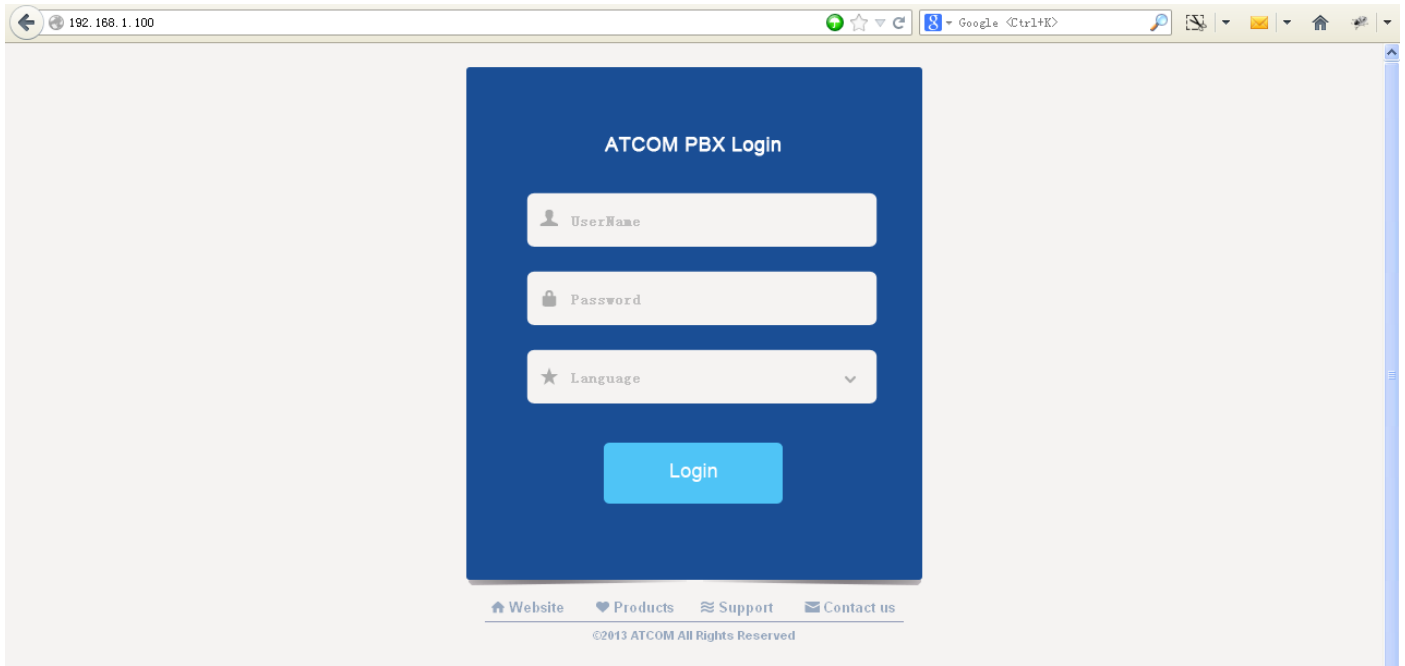 192.168.1.100
8 Google <Ctrl+K>
ATCOM PBX Login
UserName
Password
Language
Login
Website Products Support Contact us
©2013 ATCOM All Rights Reserved